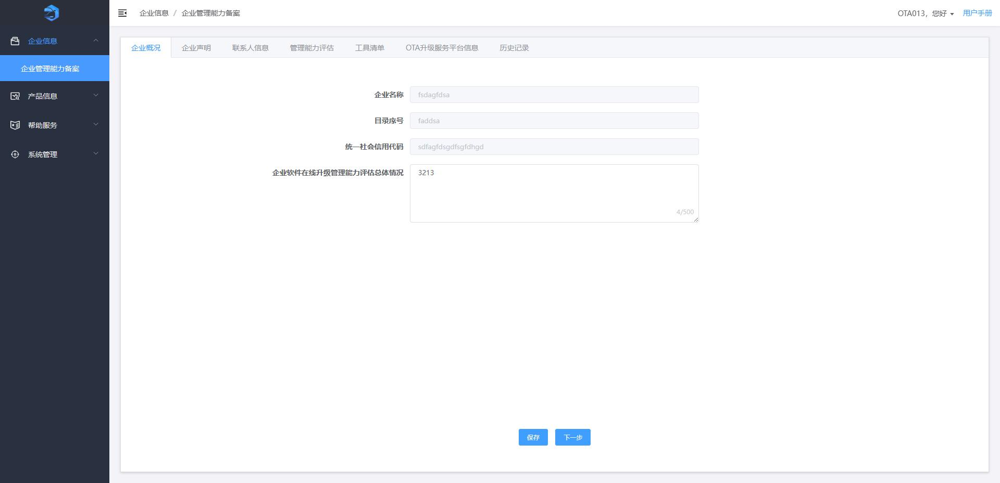 企业信息 / 企业管理能力备案
OTA013，您好
用户手册
企业信息
企业管理能力备案
产品信息
帮助服务
系统管理
企业概况
企业声明
联系人信息
管理能力评估
工具清单
OTA升级服务平台信息
历史记录
企业名称
fsdagfdsa
目录序号
faddsa
统一社会信用代码
sdfagfdsgdfsgfdhgd
企业软件在线升级管理能力评估总体情况
3213
4/500
保存
下一步